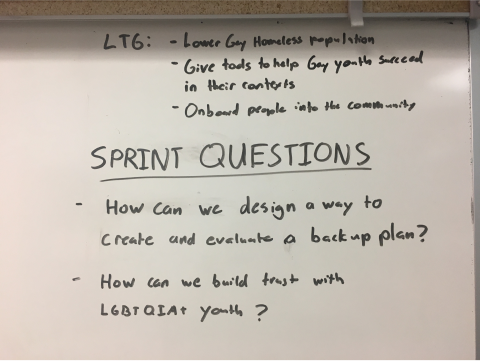 LTG: - Lower Gay Homeless population
- Give tools to help Gay youth succeed
in their contexts
- Onboard people into the community
SPRINT QUESTIONS
- How can we design a way to
create and evaluate a backup plan?
- How can we build trust with
LGBTQIA+ youth?